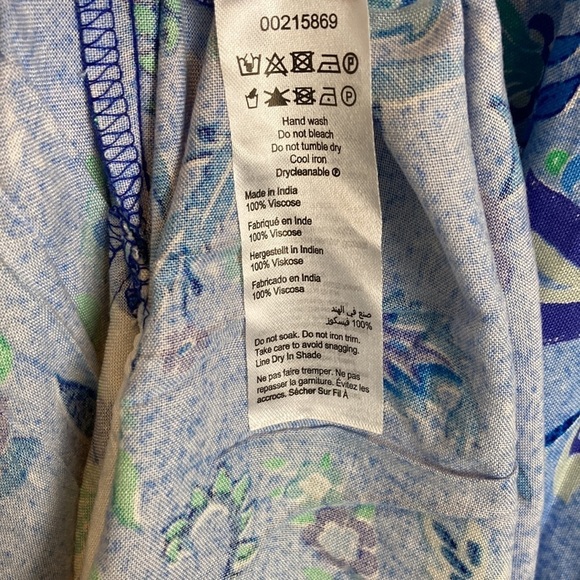 00215869
Hand wash
Do not bleach
Do not tumble dry
Cool iron
Drycleanable Ⓟ
Made in India
100% Viscose
Fabriqué en Inde
100% Viscose
Hergestellt in Indien
100% Viskose
Fabricado en India
100% Viscosa
صنع في الهند
100% فيسكوز
Do not soak. Do not iron trim.
Take care to avoid snagging.
Line Dry In Shade
Ne pas faire tremper. Ne pas
repasser la garniture. Évitez les
accrocs. Sécher Sur Fil À